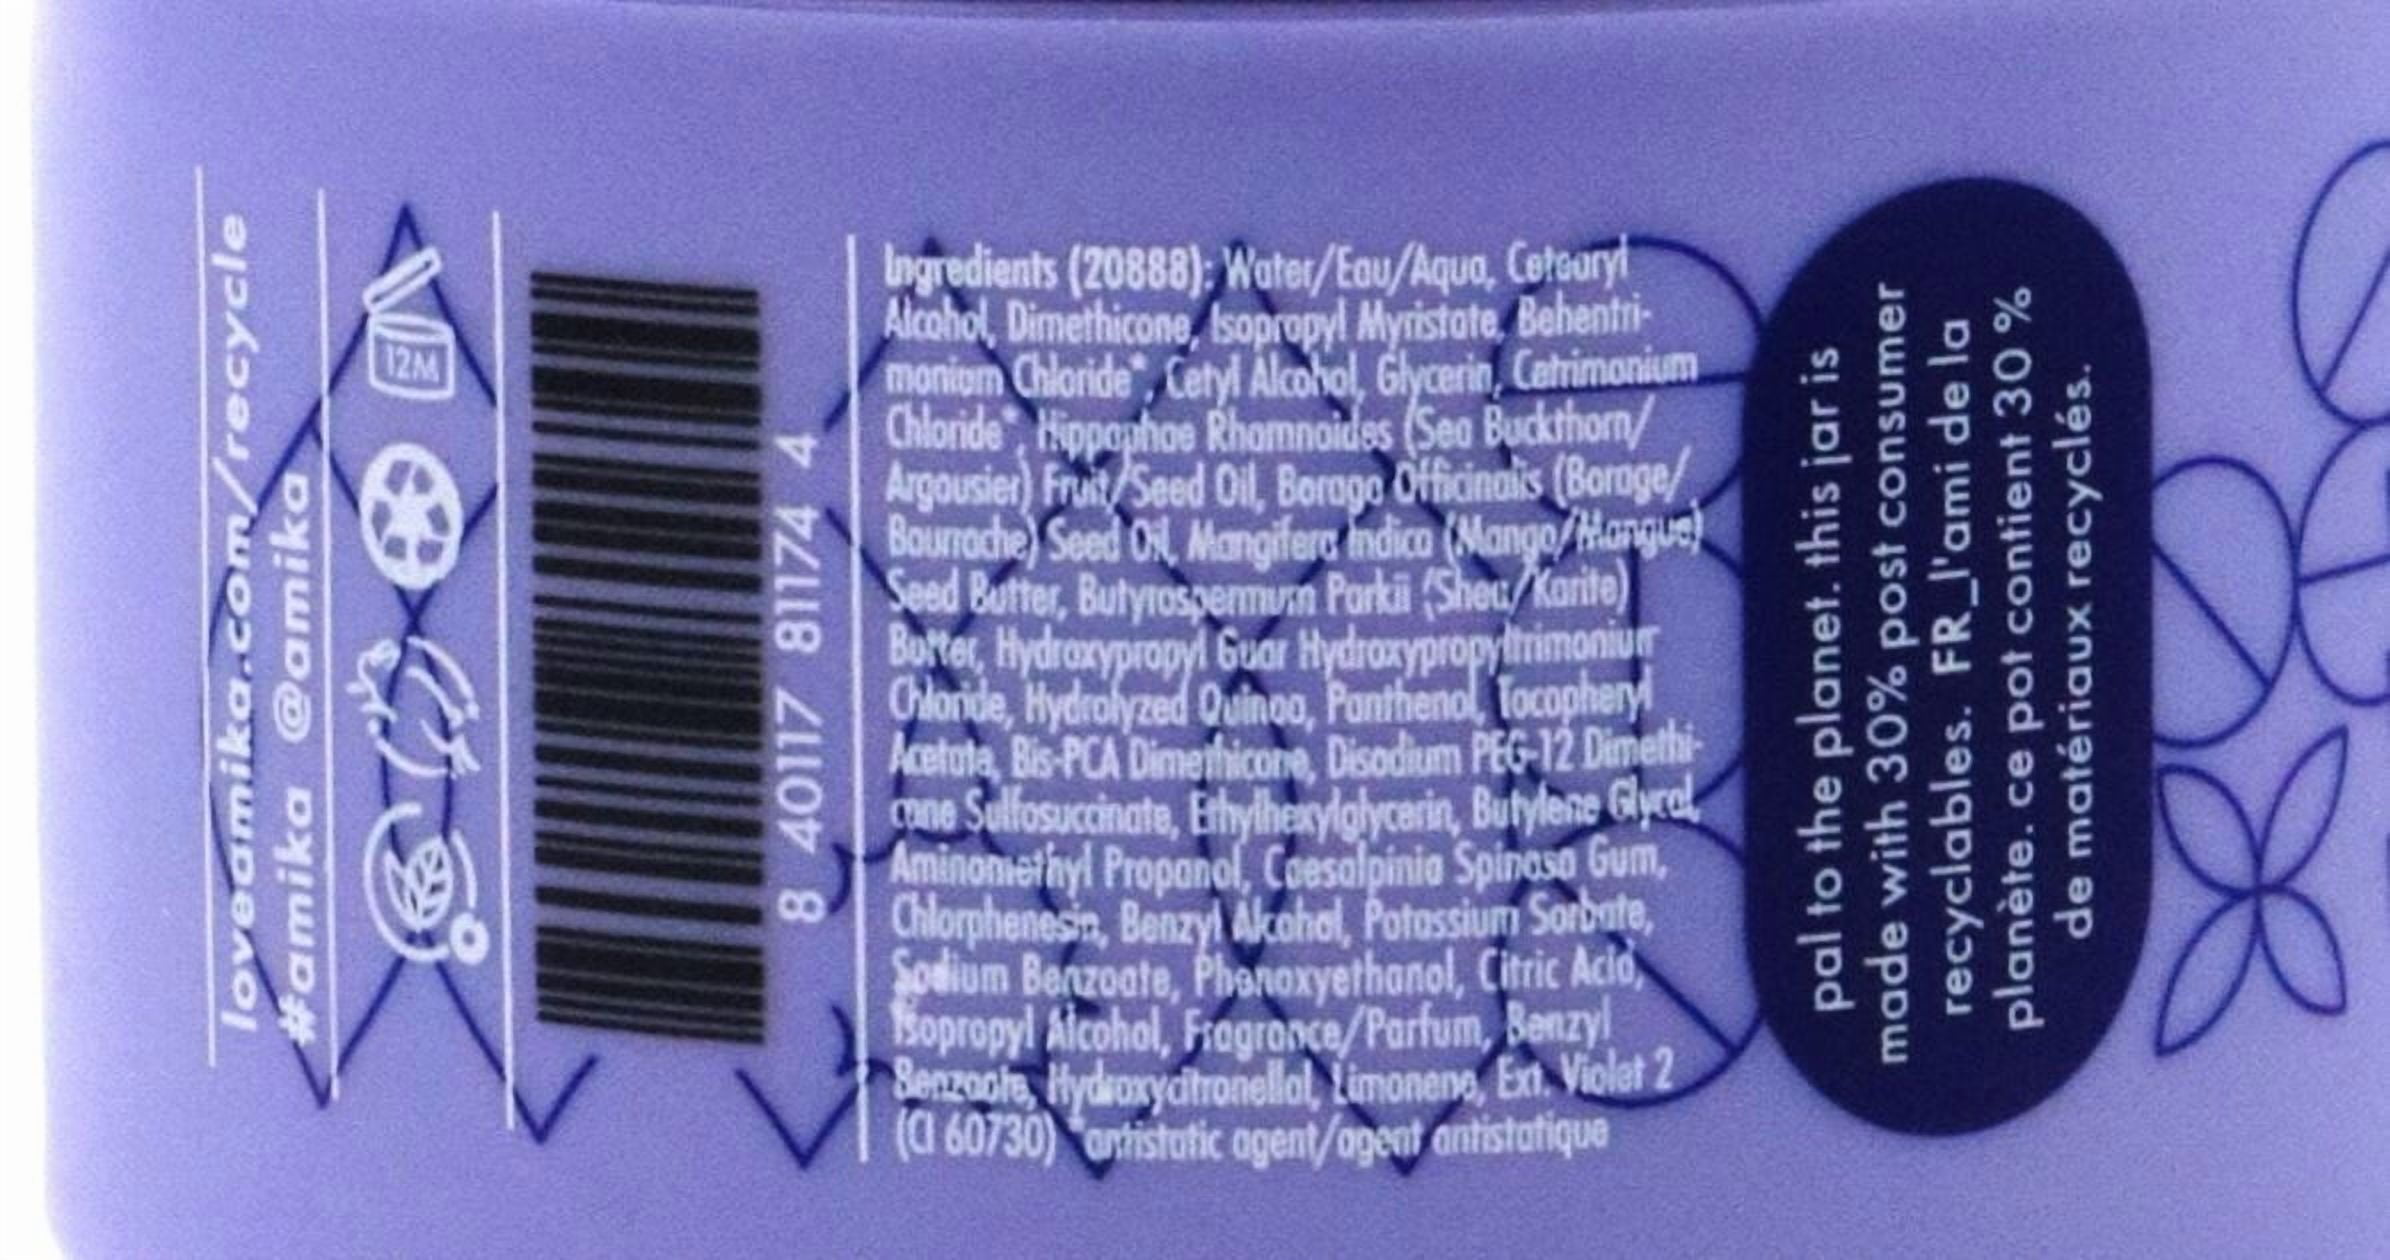 loveamika.com/recycle
#amika @amika
12M
8 40117 81174 4
Ingredients (20888): Water/Eau/Aqua, Cetearyl
Alcohol, Dimethicone, Isopropyl Myristate, Behentri-
monium Chloride*, Cetyl Alcohol, Glycerin, Cetrimonium
Chloride*, Hippophae Rhamnoides (Sea Buckthorn/
Argousier) Fruit/Seed Oil, Borago Officinalis (Borage/
Bourrache) Seed Oil, Mangifera Indica (Mango/Mangue)
Seed Butter, Butyrospermum Parkii (Shea/Karite)
Butter, Hydroxypropyl Guar Hydroxypropyltrimonium
Chloride, Hydrolyzed Quinoa, Panthenol, Tocopheryl
Acetate, Bis-PCA Dimethicone, Disodium PEG-12 Dimethi-
cone Sulfosuccinate, Ethylhexylglycerin, Butylene Glycol,
Aminomethyl Propanol, Caesalpinia Spinosa Gum,
Chlorphenesin, Benzyl Alcohol, Potassium Sorbate,
Sodium Benzoate, Phenoxyethanol, Citric Acid,
Isopropyl Alcohol, Fragrance/Parfum, Benzyl
Benzoate, Hydroxycitronellal, Limonene, Ext. Violet 2
(CI 60730) *antistatic agent/agent antistatique
pal to the planet. this jar is
made with 30% post consumer
recyclables. FR_l'ami de la
planète. ce pot contient 30 %
de matériaux recyclés.